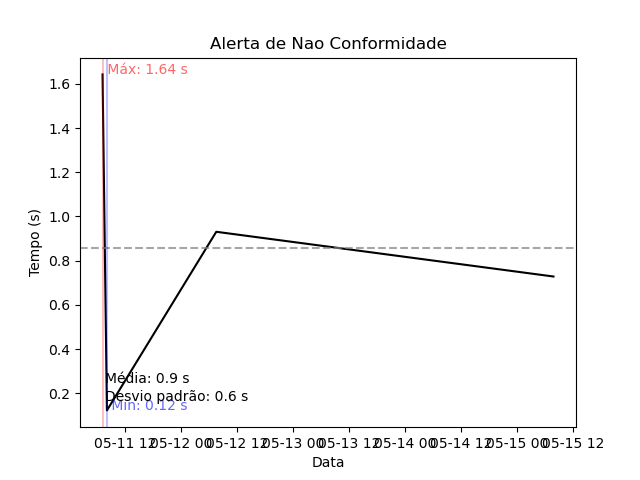 Alerta de Nao Conformidade
Máx: 1.64 s
1.6
1.4
1.2
1.0
0.8
0.6
0.4
0.2
Tempo (s)
Média: 0.9 s
Desvio padrão: 0.6 s
Mín: 0.12 s
05-11 12
05-12 00
05-12 12
05-13 00
05-13 12
05-14 00
05-14 12
05-15 00
05-15 12
Data